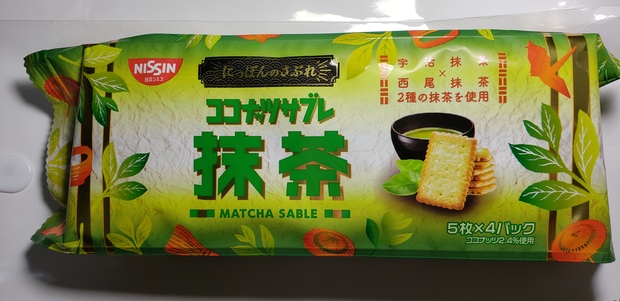 NISSIN
日清シスコ
にっぽんのさぶれ
ココナッツサブレ
抹茶
MATCHA SABLE
宇治抹茶
×
西尾抹茶
2種の抹茶を使用
5枚×4パック
ココナッツ2.4%使用